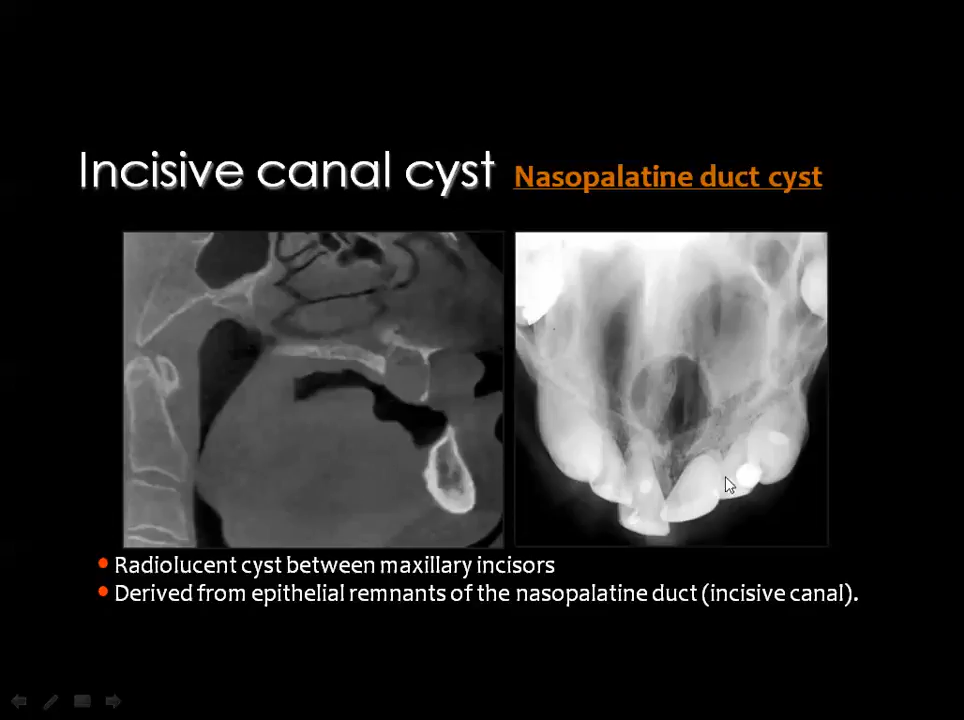 Incisive canal cyst Nasopalatine duct cyst
• Radiolucent cyst between maxillary incisors
• Derived from epithelial remnants of the nasopalatine duct (incisive canal).